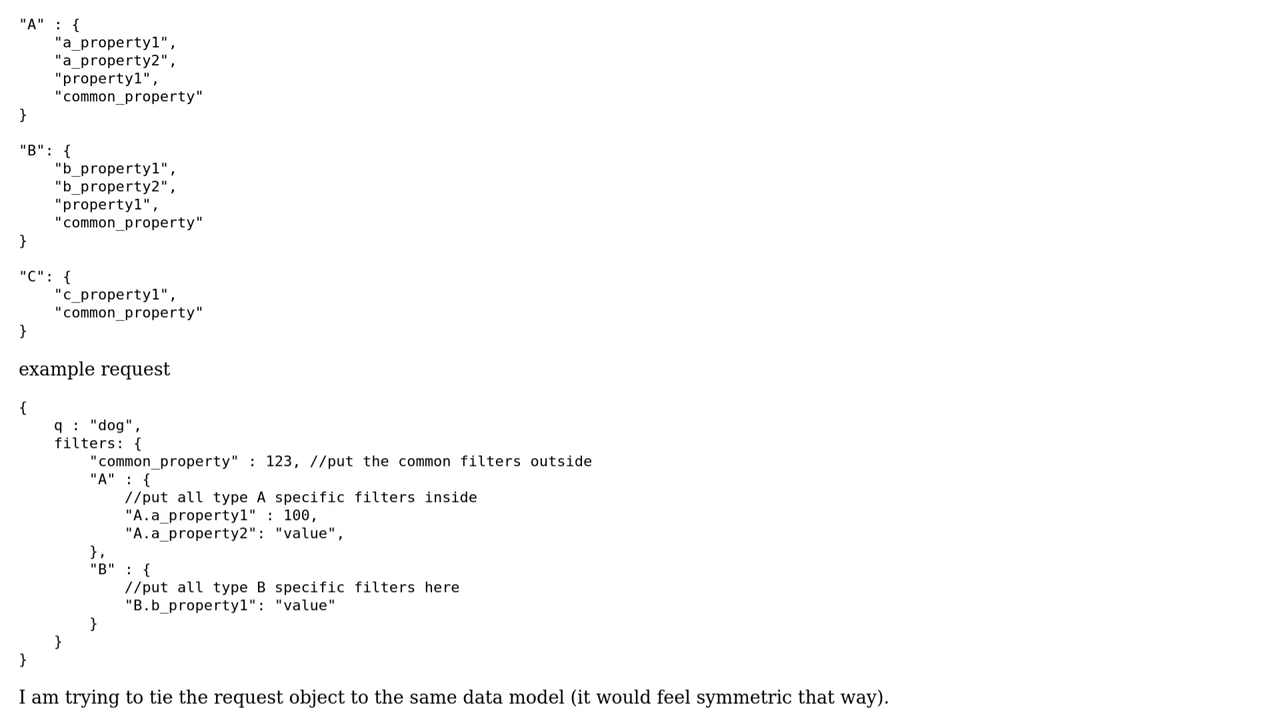 "A" : {
    "a_property1",
    "a_property2",
    "property1",
    "common_property"
}
"B": {
    "b_property1",
    "b_property2",
    "property1",
    "common_property"
}
"C": {
    "c_property1",
    "common_property"
}
example request
{
    q : "dog",
    filters: {
        "common_property" : 123, //put the common filters outside
        "A" : {
            //put all type A specific filters inside
            "A.a_property1" : 100,
            "A.a_property2": "value",
        },
        "B" : {
            //put all type B specific filters here
            "B.b_property1": "value"
        }
    }
}
I am trying to tie the request object to the same data model (it would feel symmetric that way).